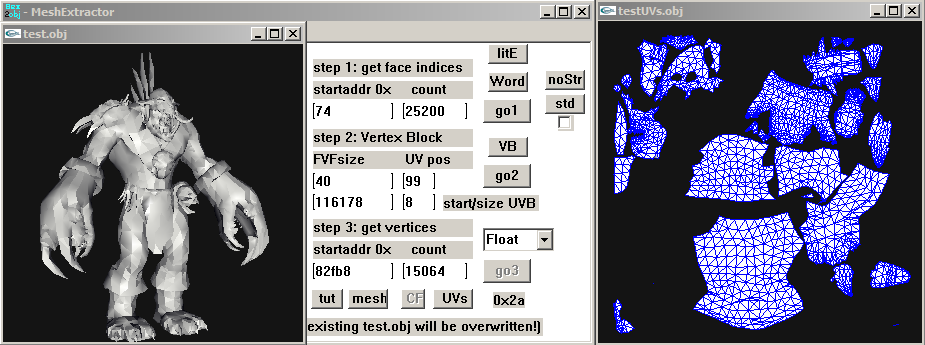 Hex
2obj
- MeshExtractor
test.obj
testUVs.obj
litE
step 1: get face indices
Word
noStr
startaddr 0x count
std
74 25200
go1
step 2: Vertex Block
VB
FVFsize UV pos
go2
40 99
116178 8 start/size UVB
step 3: get vertices
Float
startaddr 0x count
82fb8 15064
go3
tut mesh CF UVs 0x2a
existing test.obj will be overwritten!)